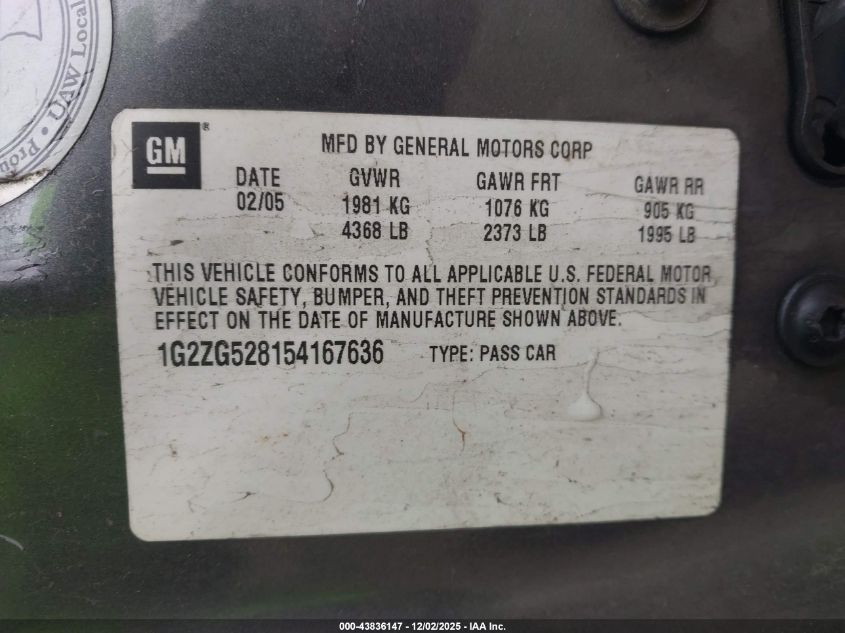 Prou
• UAW Local
GM®
MFD BY GENERAL MOTORS CORP
DATE GVWR GAWR FRT GAWR RR
02/05 1981 KG 1076 KG 905 KG
4368 LB 2373 LB 1995 LB
THIS VEHICLE CONFORMS TO ALL APPLICABLE U.S. FEDERAL MOTOR
VEHICLE SAFETY, BUMPER, AND THEFT PREVENTION STANDARDS IN
EFFECT ON THE DATE OF MANUFACTURE SHOWN ABOVE.
1G2ZG528154167636 TYPE: PASS CAR
000-43836147 - 12/02/2025 - IAA Inc.